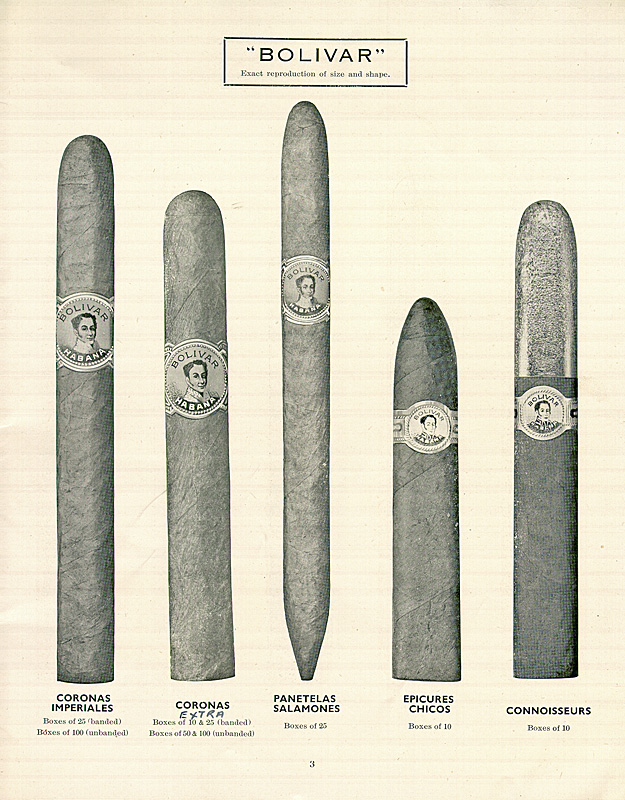 "BOLIVAR"
Exact reproduction of size and shape.
BOLIVAR
HABANA
BOLIVAR
HABANA
BOLIVAR
HABANA
BOLIVAR
BOLIVAR
CORONAS
IMPERIALES
Boxes of 25 (banded)
Boxes of 100 (unbanded)
CORONAS
EXTRA
Boxes of 10 & 25 (banded)
Boxes of 50 & 100 (unbanded)
PANETELAS
SALAMONES
Boxes of 25
EPICURES
CHICOS
Boxes of 10
CONNOISSEURS
Boxes of 10
3